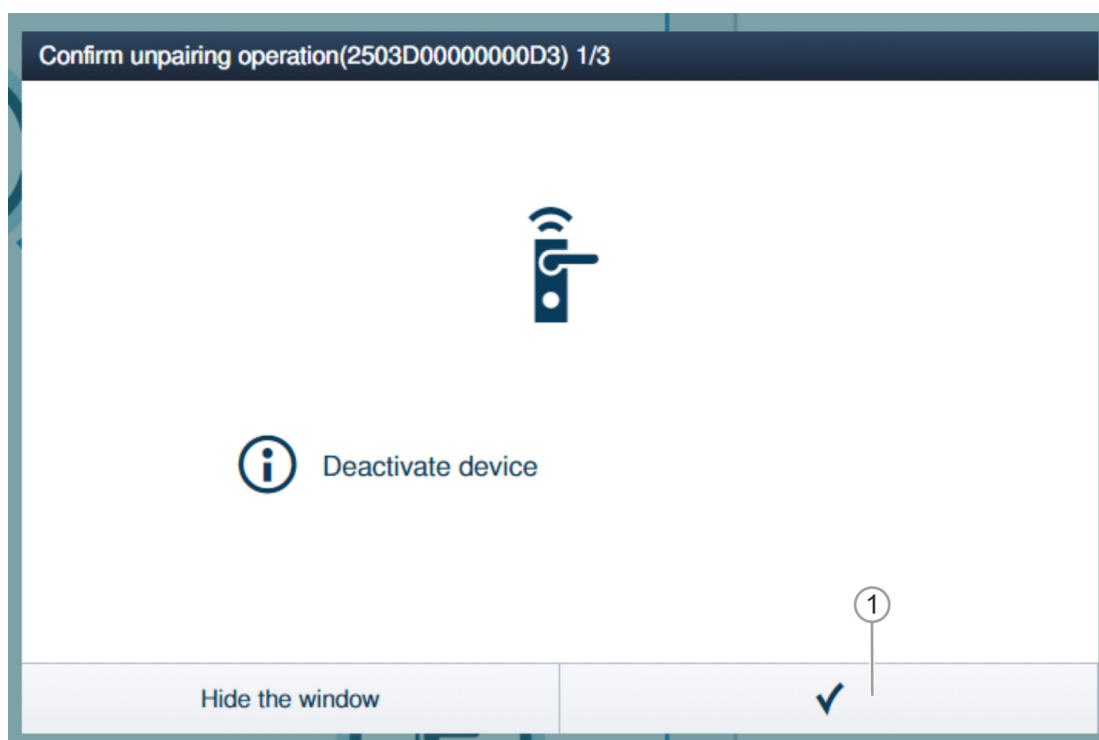 Confirm unpairing operation(2503D00000000D3) 1/3
Deactivate device
1
Hide the window